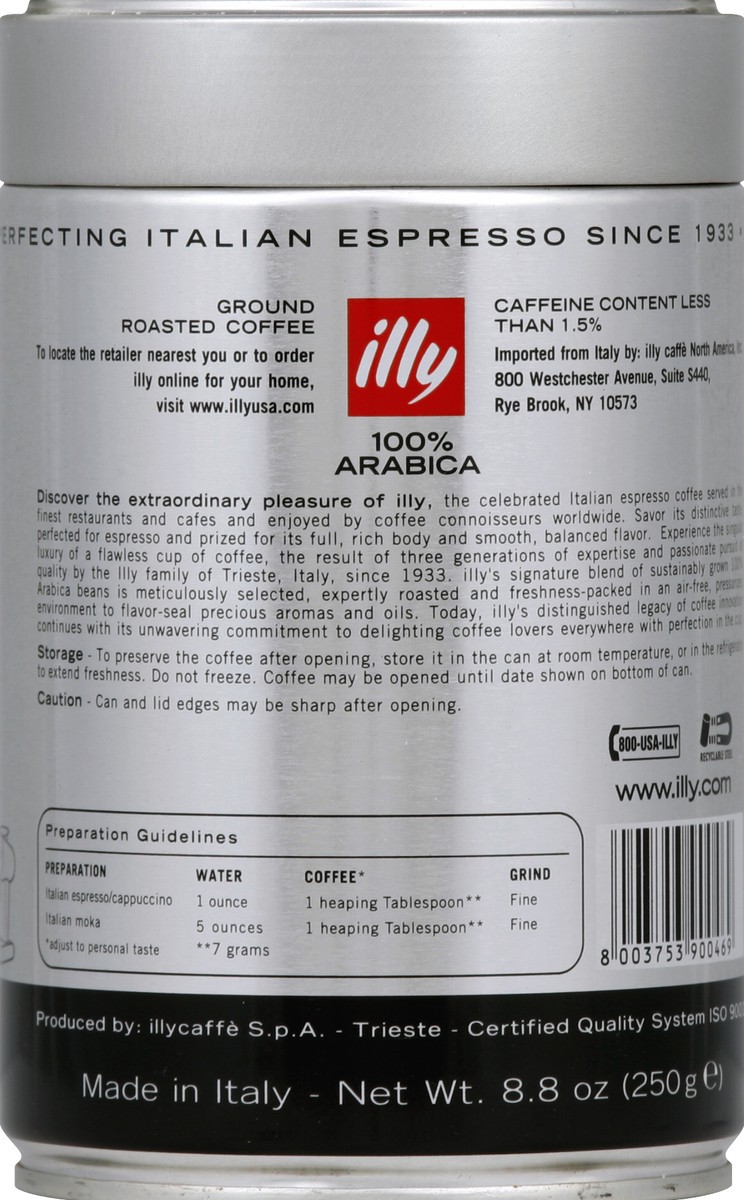 ERFECTING ITALIAN ESPRESSO SINCE 1933 •
GROUND
ROASTED COFFEE
To locate the retailer nearest you or to order
illy online for your home,
visit www.illyusa.com
illy
100%
ARABICA
CAFFEINE CONTENT LESS
THAN 1.5%
Imported from Italy by: illy caffè North America,
800 Westchester Avenue, Suite S440,
Rye Brook, NY 10573
Discover the extraordinary pleasure of illy, the celebrated Italian espresso coffee served in
finest restaurants and cafes and enjoyed by coffee connoisseurs worldwide. Savor its distinctive
perfected for espresso and prized for its full, rich body and smooth, balanced flavor. Experience the
luxury of a flawless cup of coffee, the result of three generations of expertise and passionate
quality by the Illy family of Trieste, Italy, since 1933. illy's signature blend of sustainably grown
Arabica beans is meticulously selected, expertly roasted and freshness-packed in an air-free,
environment to flavor-seal precious aromas and oils. Today, illy's distinguished legacy of coffee
continues with its unwavering commitment to delighting coffee lovers everywhere with perfection in the
Storage - To preserve the coffee after opening, store it in the can at room temperature, or in the
to extend freshness. Do not freeze. Coffee may be opened until date shown on bottom of can.
Caution - Can and lid edges may be sharp after opening.
800-USA-ILLY
RECYCLABLE STEEL
www.illy.com
Preparation Guidelines
PREPARATION WATER COFFEE* GRIND
Italian espresso/cappuccino 1 ounce 1 heaping Tablespoon** Fine
Italian moka 5 ounces 1 heaping Tablespoon** Fine
*adjust to personal taste **7 grams
8 003753 900469
Produced by: illycaffè S.p.A. - Trieste - Certified Quality System ISO
Made in Italy - Net Wt. 8.8 oz (250g ℮)